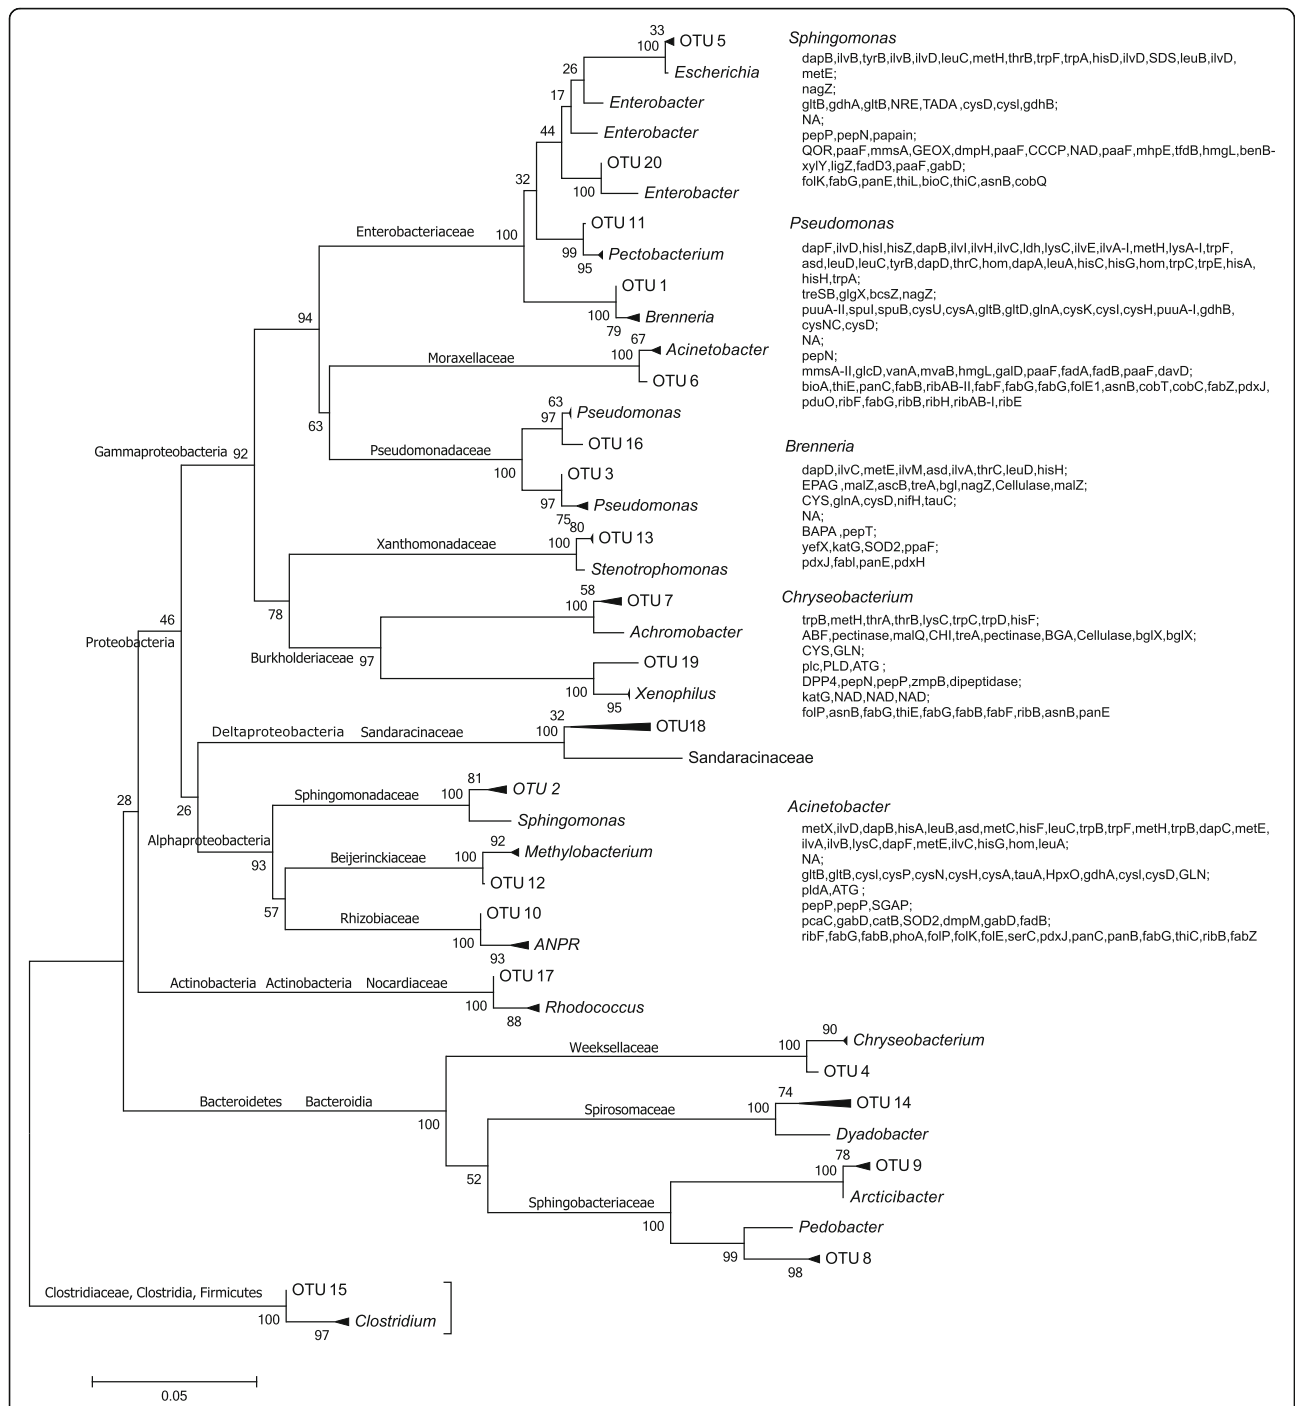 33
100
OTU 5
Escherichia
26
Enterobacter
17
Enterobacter
44
OTU 20
100
Enterobacter
32
OTU 11
99
Pectobacterium
95
Enterobacteriaceae
100
OTU 1
100
Brenneria
79
94
67
Acinetobacter
100
Moraxellaceae
OTU 6
63
63
Pseudomonas
97
OTU 16
Pseudomonadaceae
100
OTU 3
97
Pseudomonas
75
Gammaproteobacteria 92
80
OTU 13
100
Xanthomonadaceae
Stenotrophomonas
78
58
OTU 7
100
Achromobacter
Burkholderiaceae 97
OTU 19
100
Xenophilus
95
46
Proteobacteria
32
OTU18
100
Deltaproteobacteria Sandaracinaceae
Sandaracinaceae
28
26
81
OTU 2
100
Sphingomonadaceae
Sphingomonas
Alphaproteobacteria
93
92
Methylobacterium
100
Beijerinckiaceae
OTU 12
57
OTU 10
Rhizobiaceae
100
ANPR
93
OTU 17
Actinobacteria Actinobacteria Nocardiaceae
100
Rhodococcus
88
90
Chryseobacterium
100
Weeksellaceae
OTU 4
Bacteroidetes Bacteroidia
100
74
OTU 14
100
Spirosomaceae
Dyadobacter
52
78
OTU 9
100
Arcticibacter
Sphingobacteriaceae
100
Pedobacter
99
OTU 8
98
Clostridiaceae, Clostridia, Firmicutes
OTU 15
100
Clostridium
97
0.05
Sphingomonas
dapB,ilvB,tyrB,ilvB,ilvD,leuC,metH,thrB,trpF,trpA,hisD,ilvD,SDS,leuB,ilvD,
metE;
nagZ;
gltB,gdhA,gltB,NRE,TADA ,cysD,cysI,gdhB;
NA;
pepP,pepN,papain;
QOR,paaF,mmsA,GEOX,dmpH,paaF,CCCP,NAD,paaF,mhpE,tfdB,hmgL,benB-
xylY,ligZ,fadD3,paaF,gabD;
folK,fabG,panE,thiL,bioC,thiC,asnB,cobQ
Pseudomonas
dapF,ilvD,hisI,hisZ,dapB,ilvI,ilvH,ilvC,ldh,lysC,ilvE,ilvA-I,metH,lysA-I,trpF,
asd,leuD,leuC,tyrB,dapD,thrC,hom,dapA,leuA,hisC,hisG,hom,trpC,trpE,hisA,
hisH,trpA;
treSB,glgX,bcsZ,nagZ;
puuA-II,spuI,spuB,cysU,cysA,gltB,gltD,glnA,cysK,cysI,cysH,puuA-I,gdhB,
cysNC,cysD;
NA;
pepN;
mmsA-II,glcD,vanA,mvaB,hmgL,galD,paaF,fadA,fadB,paaF,davD;
bioA,thiE,panC,fabB,ribAB-II,fabF,fabG,fabG,folE1,asnB,cobT,cobC,fabZ,pdxJ,
pduO,ribF,fabG,ribB,ribH,ribAB-I,ribE
Brenneria
dapD,ilvC,metE,ilvM,asd,ilvA,thrC,leuD,hisH;
EPAG ,malZ,ascB,treA,bgl,nagZ,Cellulase,malZ;
CYS,glnA,cysD,nifH,tauC;
NA;
BAPA ,pepT;
yefX,katG,SOD2,ppaF;
pdxJ,fabI,panE,pdxH
Chryseobacterium
trpB,metH,thrA,thrB,lysC,trpC,trpD,hisF;
ABF,pectinase,malQ,CHI,treA,pectinase,BGA,Cellulase,bglX,bglX;
CYS,GLN;
plc,PLD,ATG ;
DPP4,pepN,pepP,zmpB,dipeptidase;
katG,NAD,NAD,NAD;
folP,asnB,fabG,thiE,fabG,fabB,fabF,ribB,asnB,panE
Acinetobacter
metX,ilvD,dapB,hisA,leuB,asd,metC,hisF,leuC,trpB,trpF,metH,trpB,dapC,metE,
ilvA,ilvB,lysC,dapF,metE,ilvC,hisG,hom,leuA;
NA;
gltB,gltB,cysI,cysP,cysN,cysH,cysA,tauA,HpxO,gdhA,cysI,cysD,GLN;
pldA,ATG ;
pepP,pepP,SGAP;
pcaC,gabD,catB,SOD2,dmpM,gabD,fadB;
ribF,fabG,fabB,phoA,folP,folK,folE,serC,pdxJ,panC,panB,fabG,thiC,ribB,fabZ